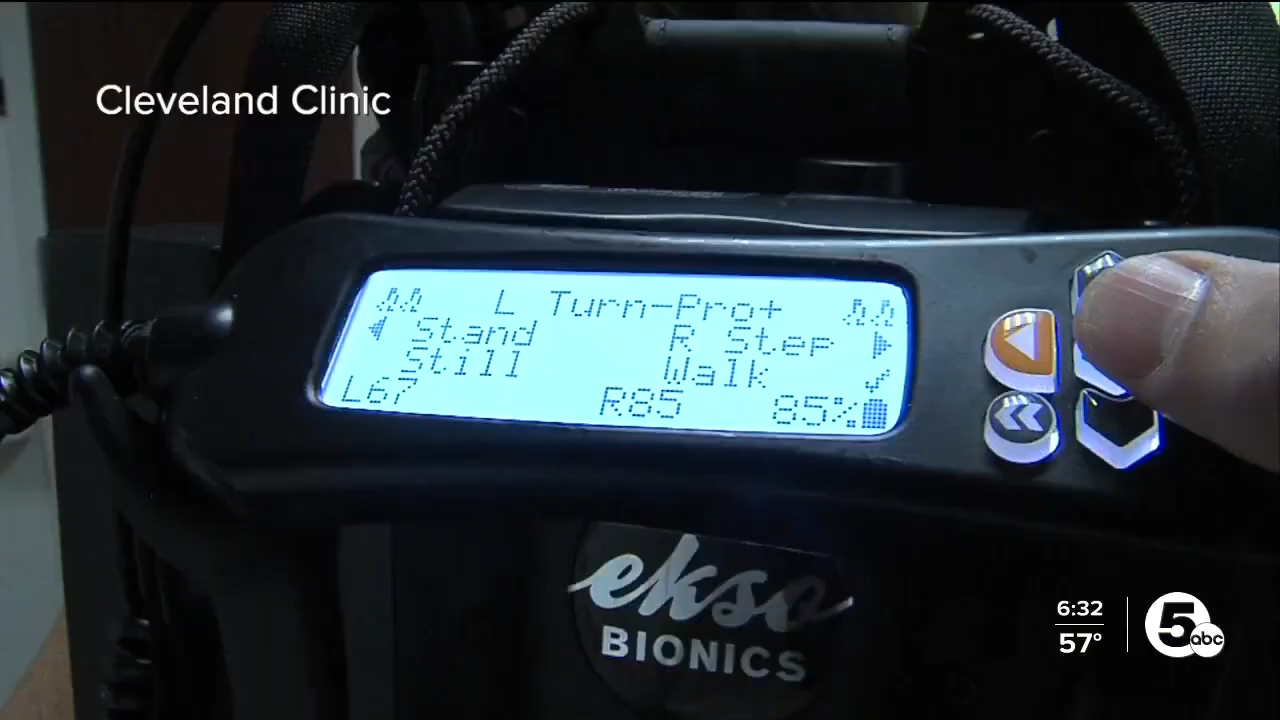 Cleveland Clinic
L Turn-Pro+
Stand R Step
Still Walk
L67 R85 85%
ekso
BIONICS
6:32
57°
5 abc